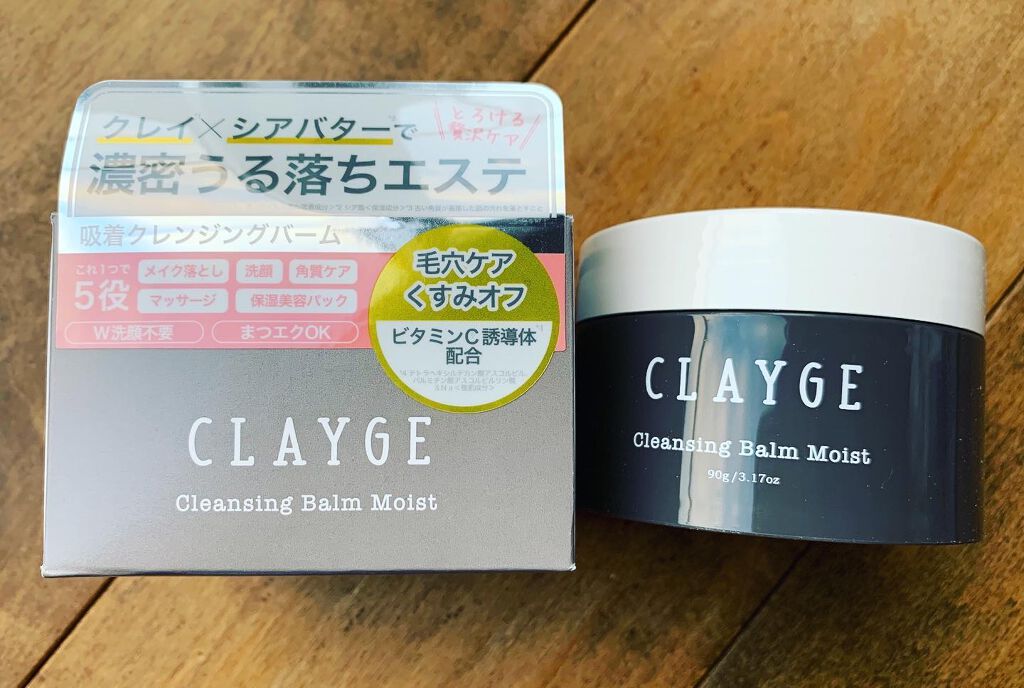 クレイ×シアバターで
とろける
贅沢ケア
濃密うる落ちエステ
吸着クレンジングバーム
これ1つで
5役
メイク落とし 洗顔 角質ケア
マッサージ 保湿美容パック
W洗顔不要 まつエクOK
毛穴ケア
くすみオフ
ビタミンC誘導体
配合
CLAYGE
Cleansing Balm Moist
CLAYGE
Cleansing Balm Moist
90g/3.17oz